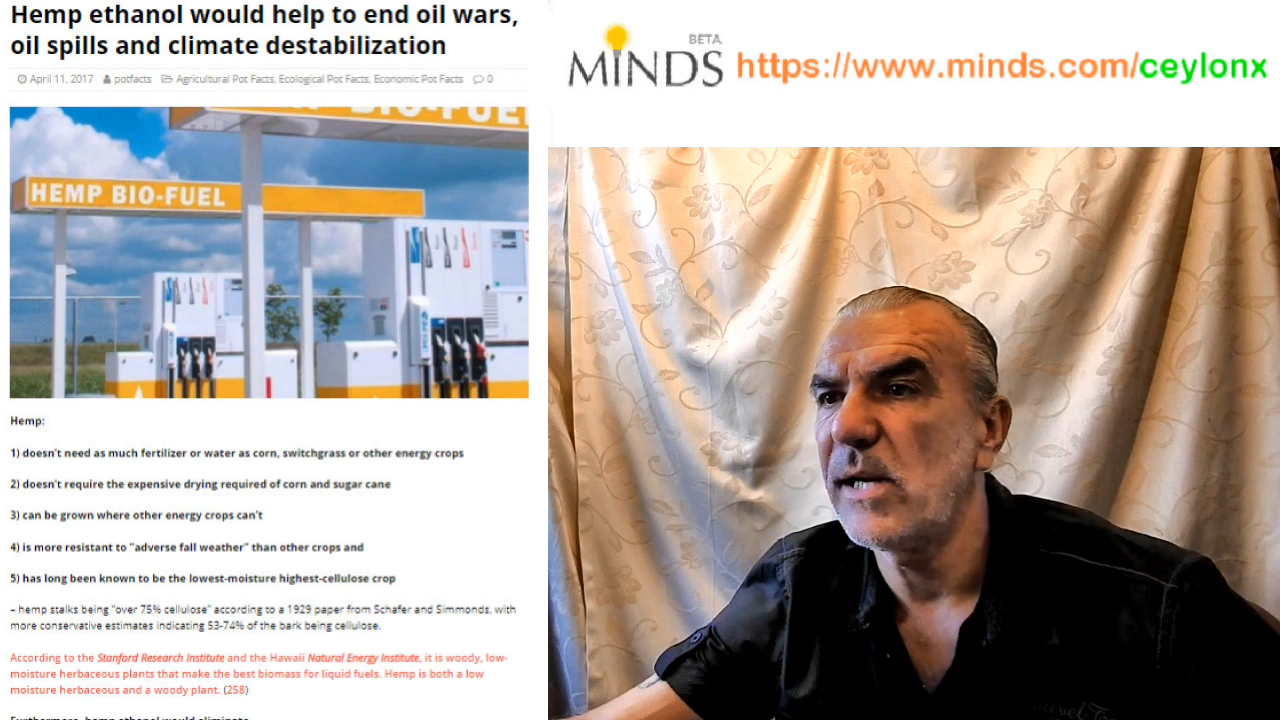 Hemp ethanol would help to end oil wars,
oil spills and climate destabilization
April 11, 2017 potfacts Agricultural Pot Facts, Ecological Pot Facts, Economic Pot Facts 0
HEMP BIO-FUEL
BIO-FUEL
Hemp:
1) doesn't need as much fertilizer or water as corn, switchgrass or other energy crops
2) doesn't require the expensive drying required of corn and sugar cane
3) can be grown where other energy crops can't
4) is more resistant to "adverse fall weather" than other crops and
5) has long been known to be the lowest-moisture highest-cellulose crop
– hemp stalks being "over 75% cellulose" according to a 1929 paper from Schafer and Simmonds, with
more conservative estimates indicating 53-74% of the bark being cellulose.
According to the Stanford Research Institute and the Hawaii Natural Energy Institute, it is woody, low-
moisture herbaceous plants that make the best biomass for liquid fuels. Hemp is both a low
moisture herbaceous and a woody plant. (258)
Furthermore, hemp ethanol would eliminate
BETA
MINDS https://www.minds.com/ceylonx